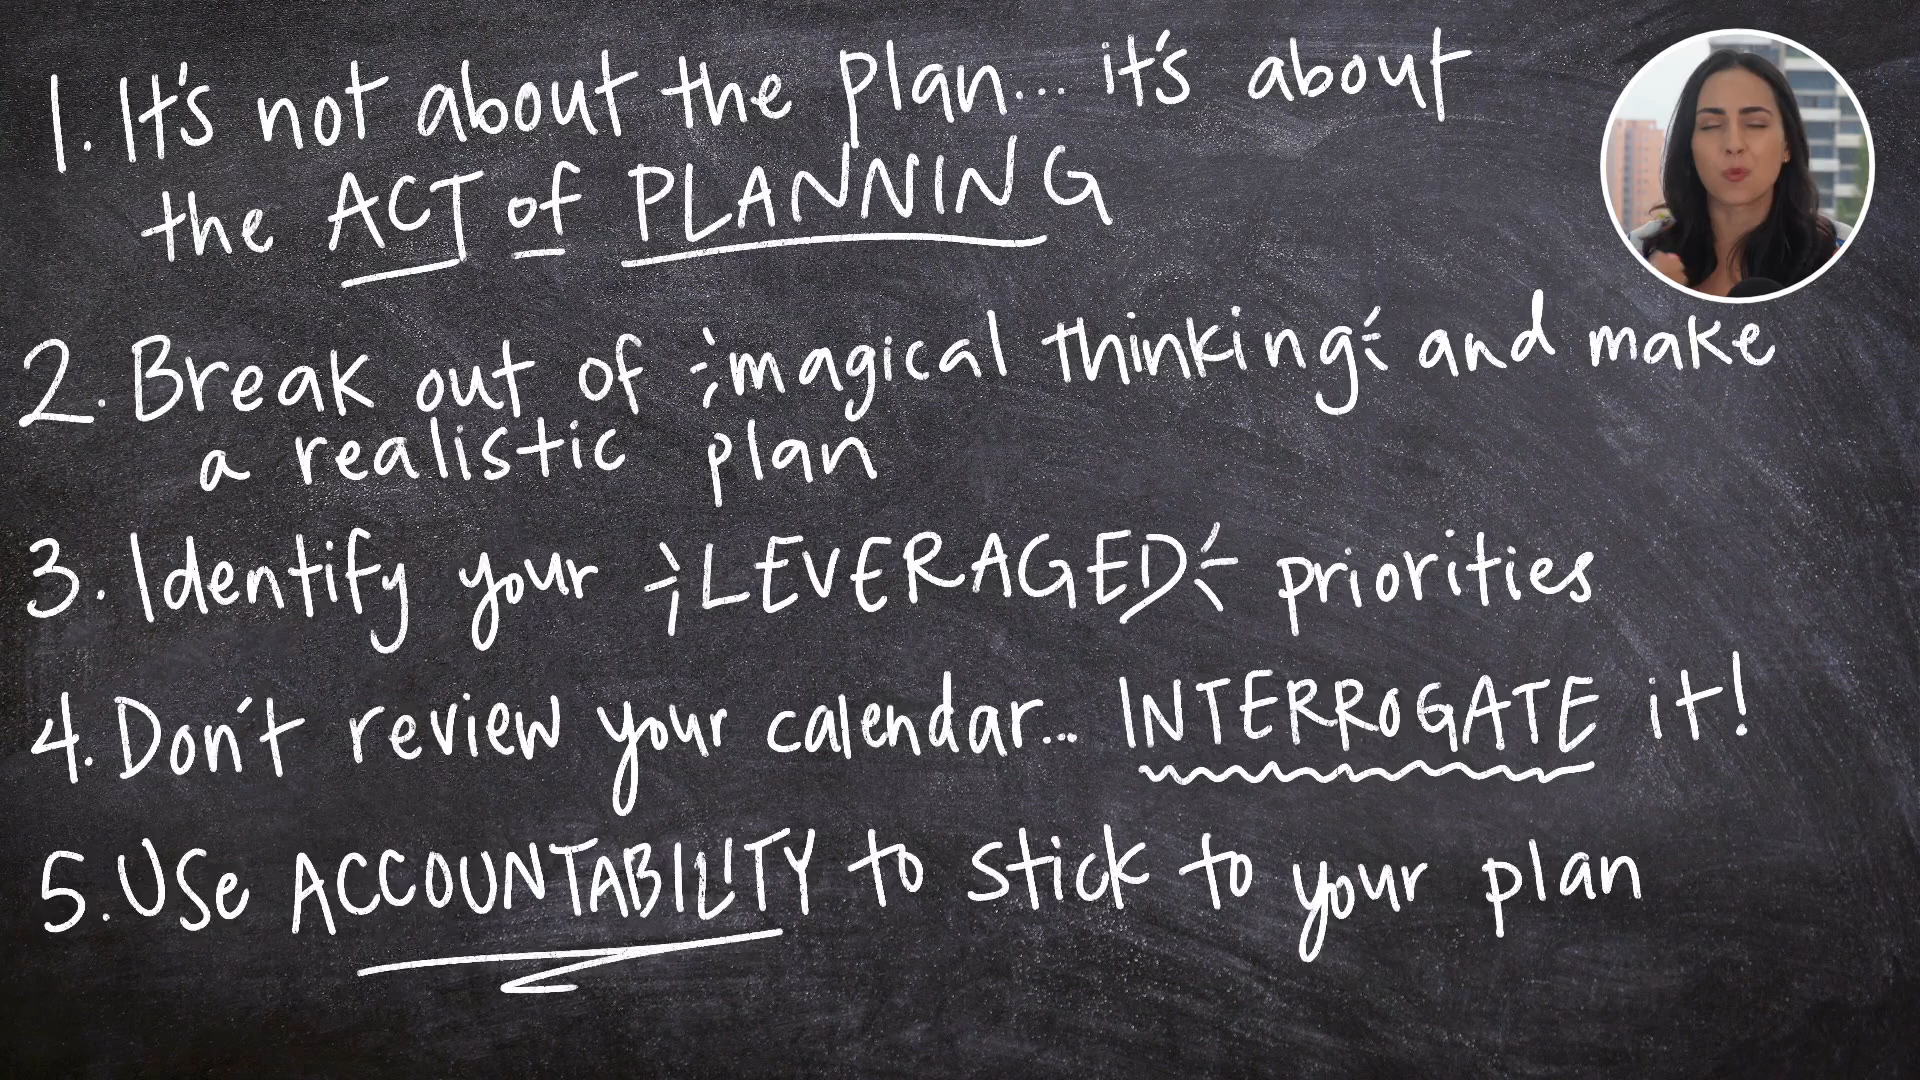 1. It's not about the plan... it's about
the ACT of PLANNING
2. Break out of magical thinking and make
a realistic plan
3. Identify your LEVERAGED priorities
4. Don't review your calendar... INTERROGATE it!
5. Use ACCOUNTABILITY to stick to your plan